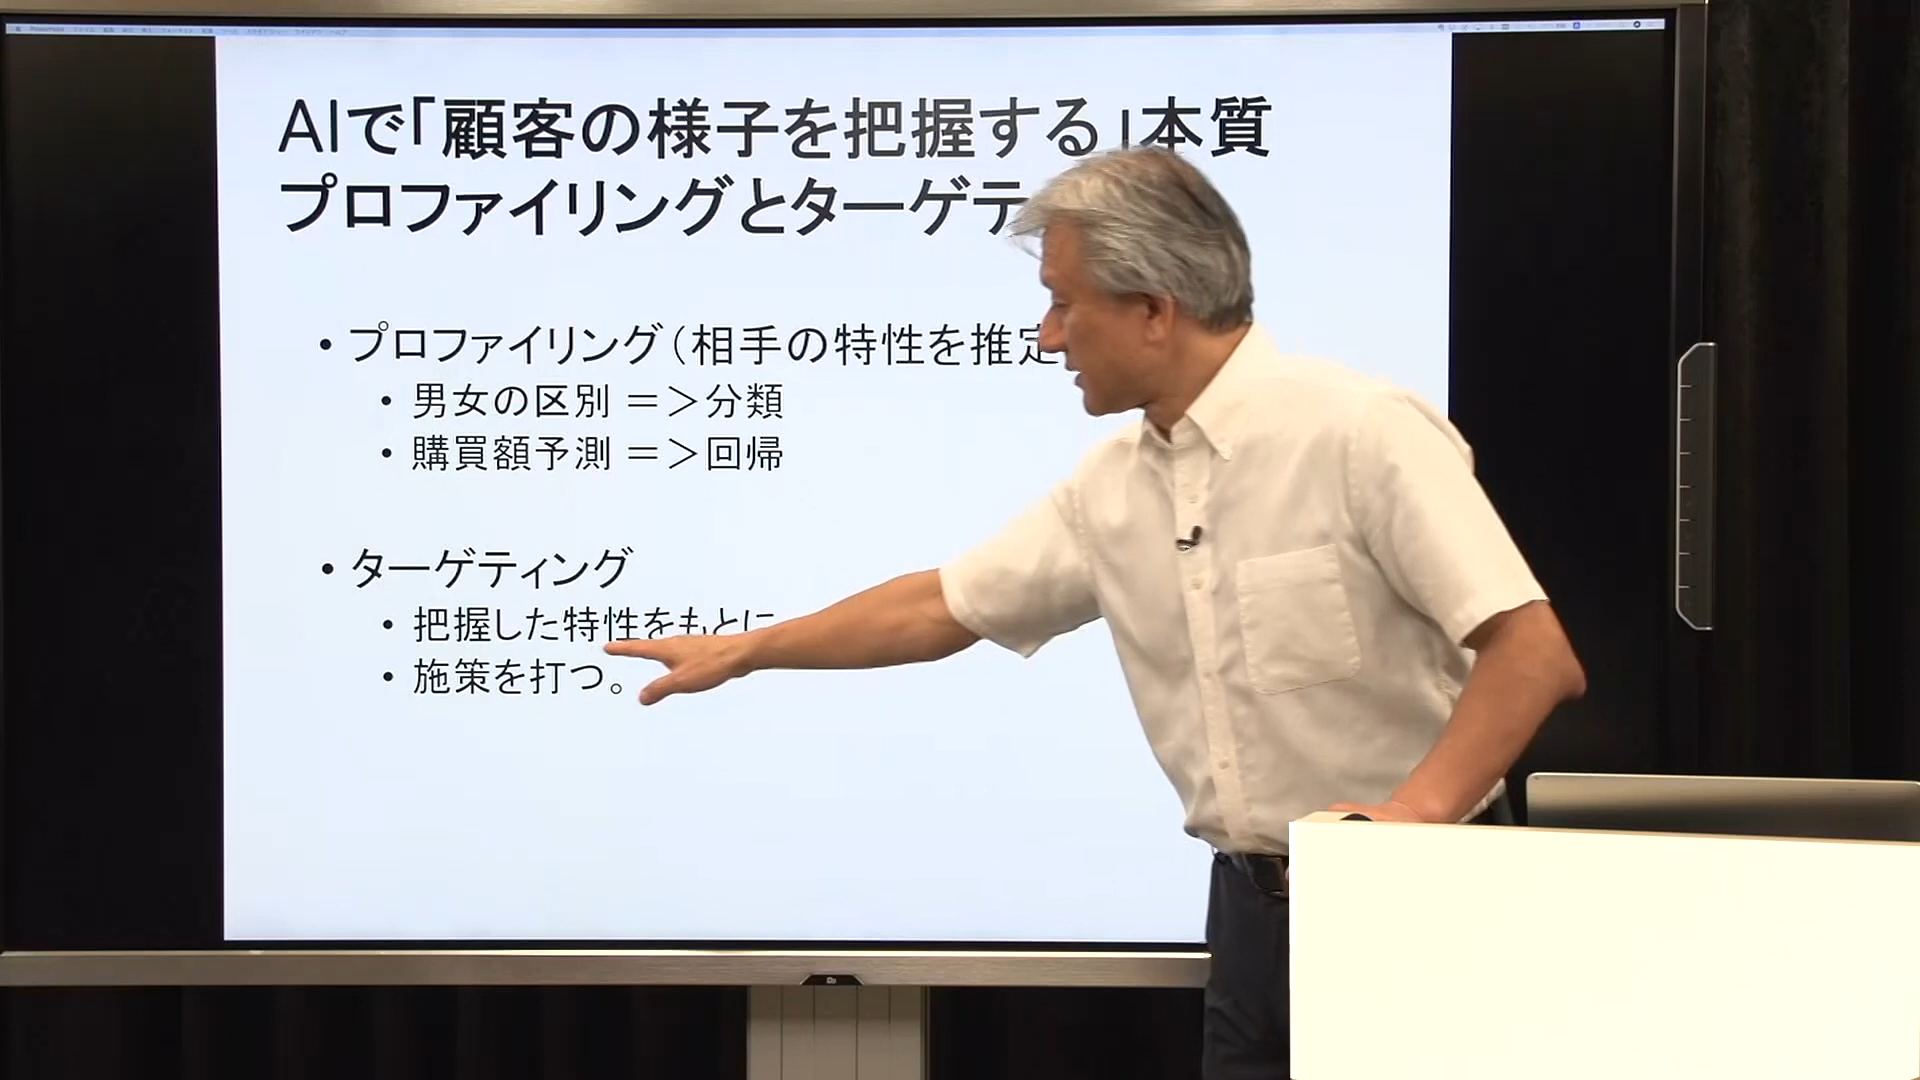 AIで「顧客の様子を把握する」本質
プロファイリングとターゲテ
• プロファイリング（相手の特性を推定
• 男女の区別 ＝＞分類
• 購買額予測 ＝＞回帰
• ターゲティング
• 把握した特性をもとに
• 施策を打つ。